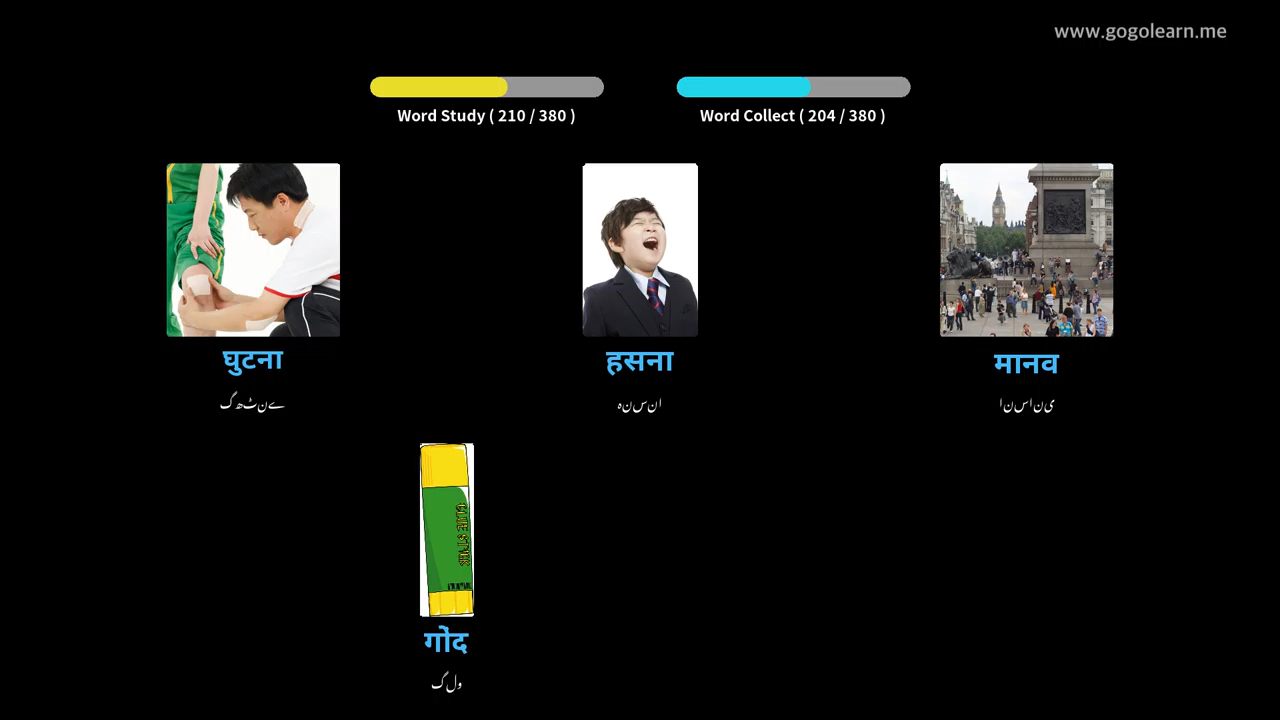 www.gogolearn.me
Word Study ( 210 / 380 )
Word Collect ( 204 / 380 )
घुटना
گھٹنے
हसना
ہنسنا
मानव
انسانی
गोंद
گلو